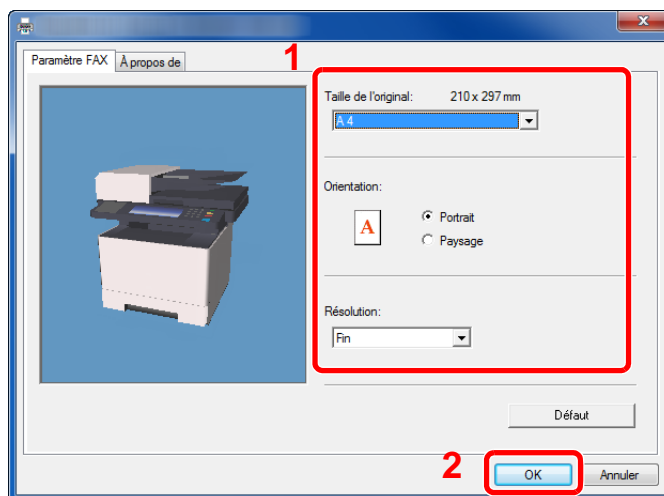 Paramètre FAX
À propos de
1
Taille de l'original: 210 x 297 mm
A 4
Orientation:
A
Portrait
Paysage
Résolution:
Fin
Défaut
2
OK
Annuler